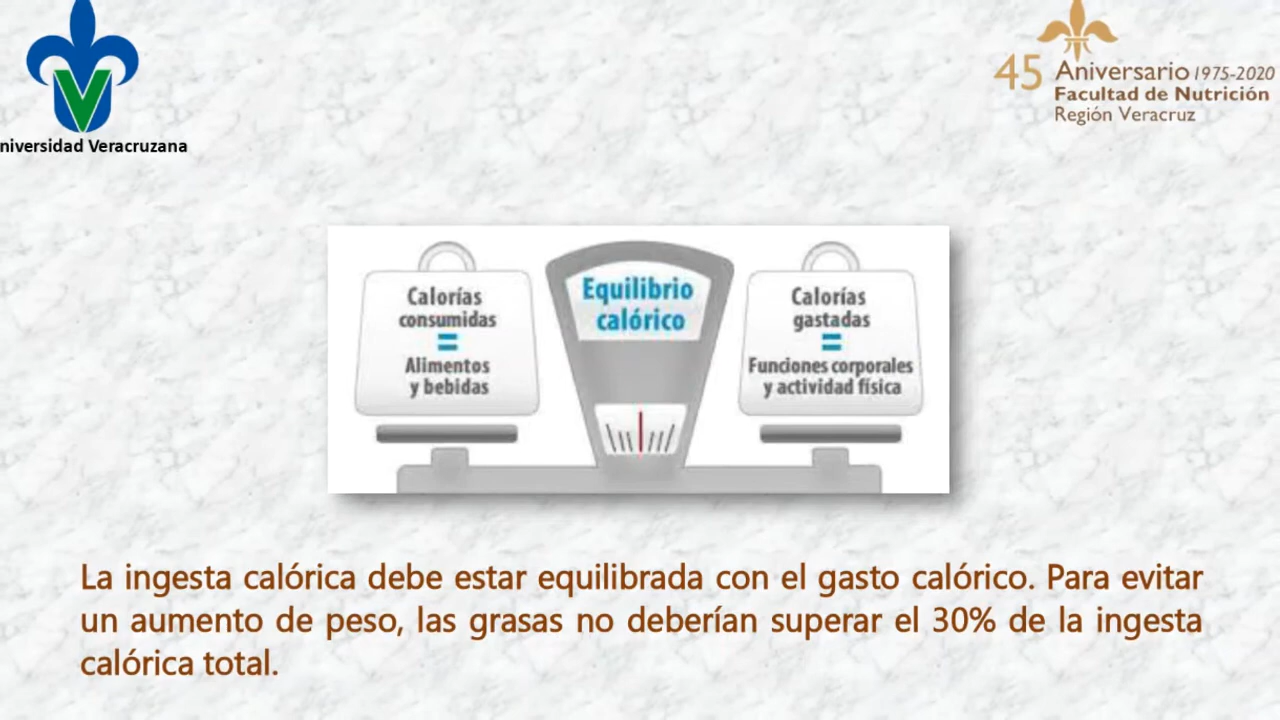 niversidad Veracruzana
45 Aniversario 1975-2020
Facultad de Nutrición
Región Veracruz
Calorías
consumidas
=
Alimentos
y bebidas
Equilibrio
calórico
Calorías
gastadas
=
Funciones corporales
y actividad física
La ingesta calórica debe estar equilibrada con el gasto calórico. Para evitar
un aumento de peso, las grasas no deberían superar el 30% de la ingesta
calórica total.